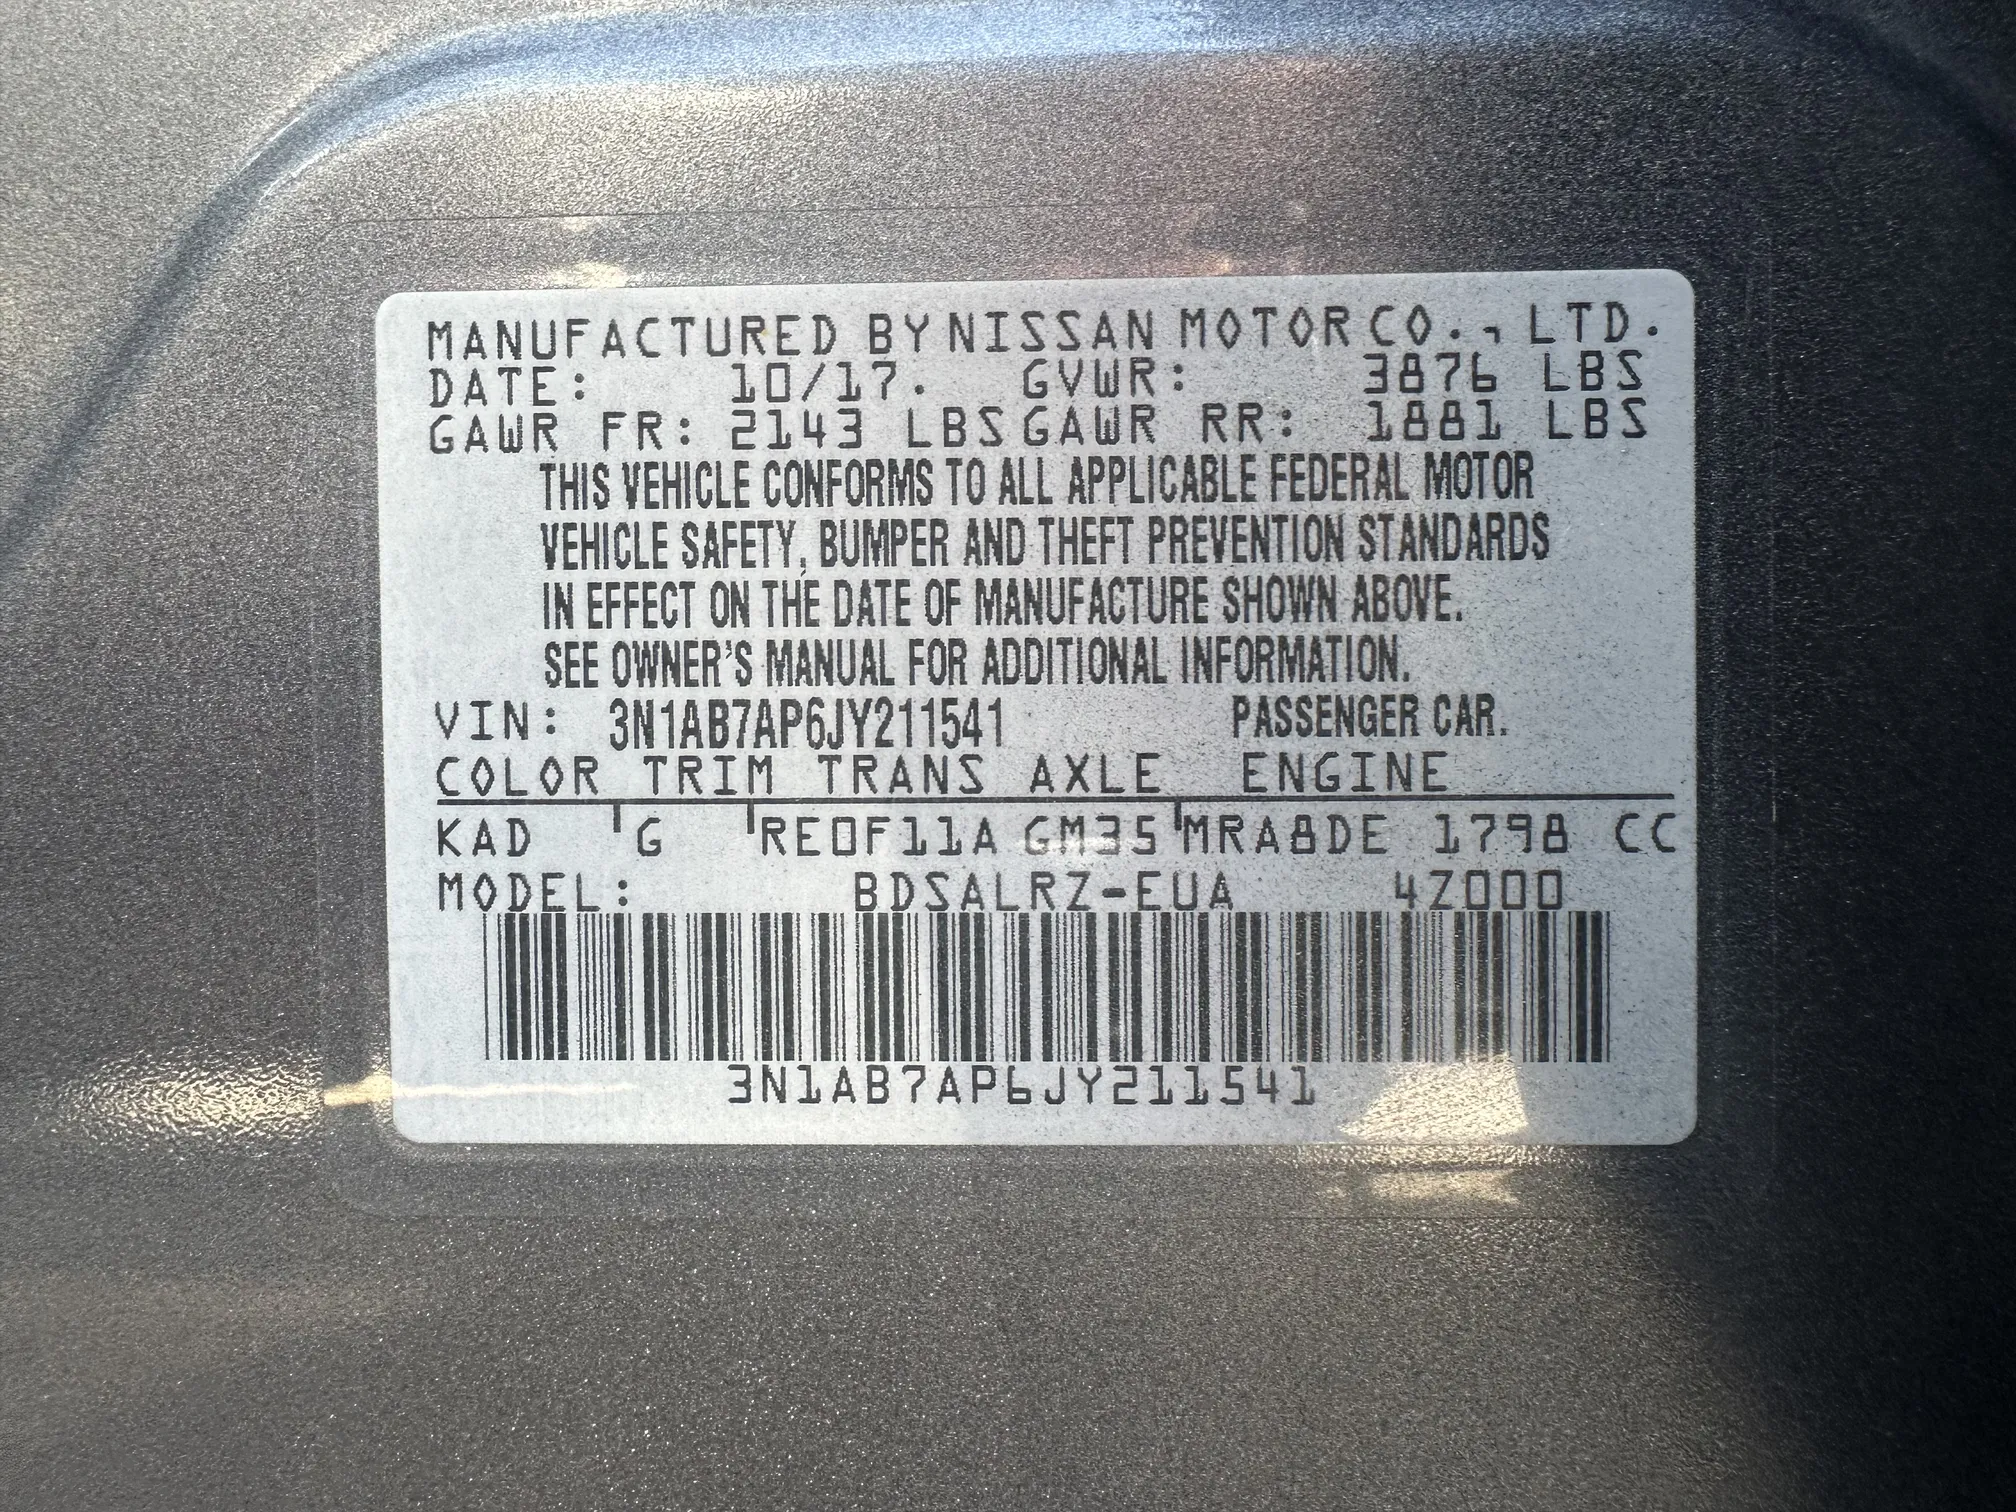 MANUFACTURED BY NISSAN MOTOR CO., LTD.
DATE: 10/17. GVWR: 3876 LBS
GAWR FR: 2143 LBS GAWR RR: 1881 LBS
THIS VEHICLE CONFORMS TO ALL APPLICABLE FEDERAL MOTOR
VEHICLE SAFETY, BUMPER AND THEFT PREVENTION STANDARDS
IN EFFECT ON THE DATE OF MANUFACTURE SHOWN ABOVE.
SEE OWNER'S MANUAL FOR ADDITIONAL INFORMATION.
VIN: 3N1AB7AP6JY211541 PASSENGER CAR.
COLOR TRIM TRANS AXLE ENGINE
KAD G RE0F11A GM35 MRA8DE 1798 CC
MODEL: BDSALRZ-EUA 4Z000
3N1AB7AP6JY211541